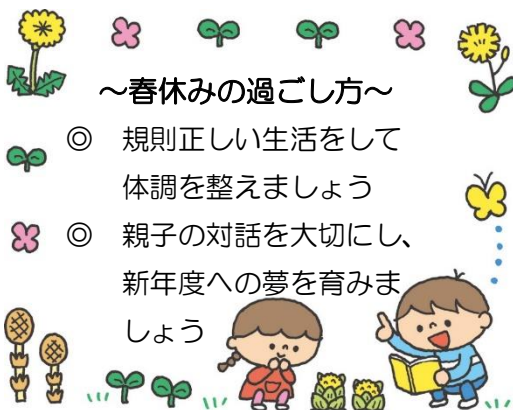 ～春休みの過ごし方～
◎　規則正しい生活をして
体調を整えましょう
◎　親子の対話を大切にし、
新年度への夢を育みま
しょう